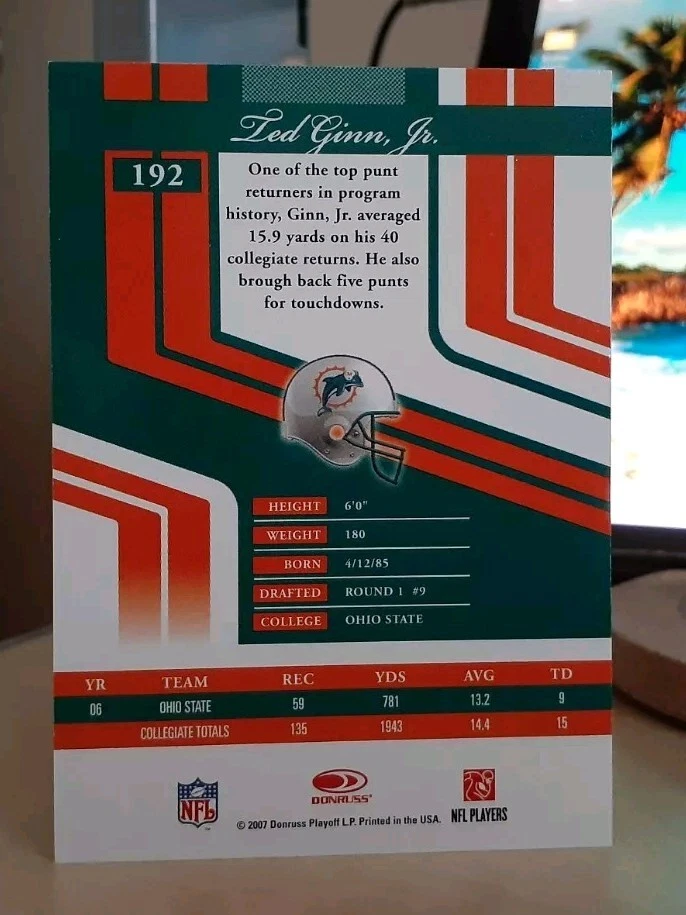 Ted Ginn, Jr.
192
One of the top punt
returners in program
history, Ginn, Jr. averaged
15.9 yards on his 40
collegiate returns. He also
brough back five punts
for touchdowns.
HEIGHT 6'0"
WEIGHT 180
BORN 4/12/85
DRAFTED ROUND 1 #9
COLLEGE OHIO STATE
YR TEAM REC YDS AVG TD
06 OHIO STATE 59 781 13.2 9
COLLEGIATE TOTALS 135 1943 14.4 15
NFL
DONRUSS
NFL PLAYERS
© 2007 Donruss Playoff L.P. Printed in the USA.